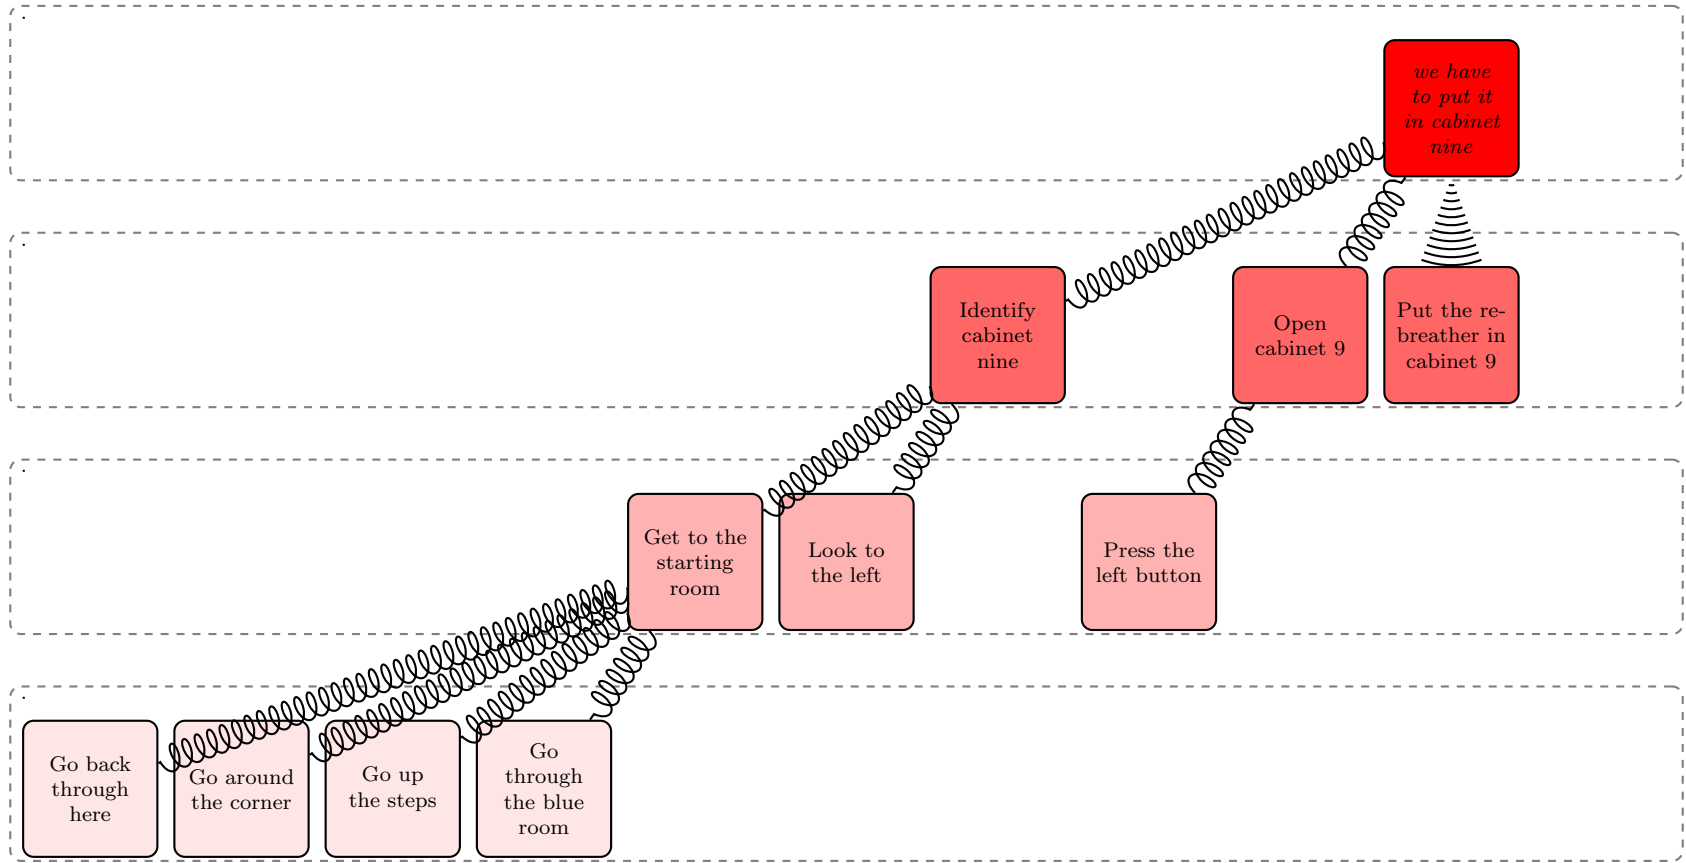 we have
to put it
in cabinet
nine
Identify
cabinet
nine
Open
cabinet 9
Put the re-
breather in
cabinet 9
Get to the
starting
room
Look to
the left
Press the
left button
Go back
through
here
Go around
the corner
Go up
the steps
Go
through
the blue
room